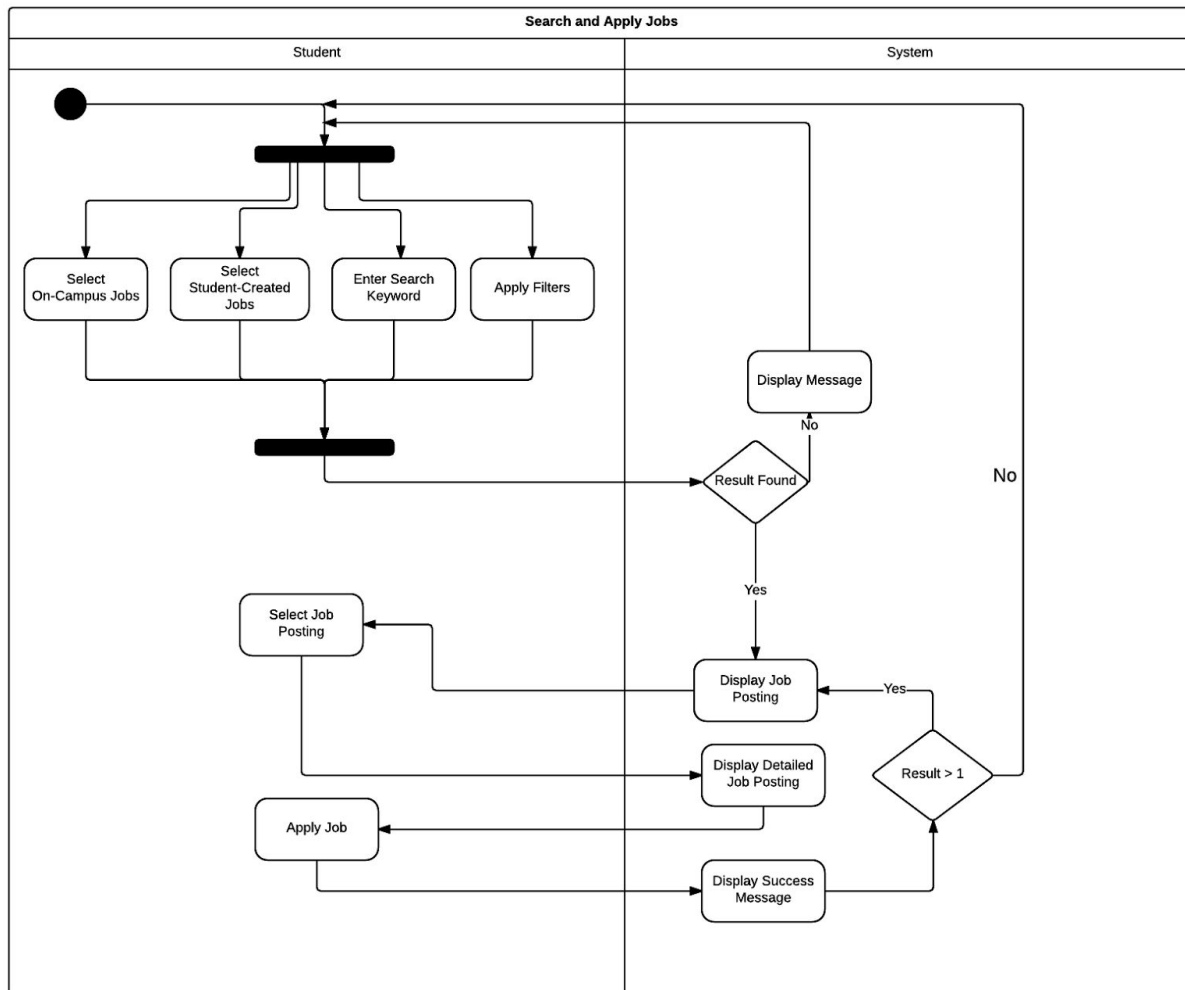 Search and Apply Jobs
Student
System
Select
On-Campus Jobs
Select
Student-Created
Jobs
Enter Search
Keyword
Apply Filters
Display Message
No
Result Found
No
Yes
Select Job
Posting
Display Job
Posting
Yes
Display Detailed
Job Posting
Result > 1
Apply Job
Display Success
Message